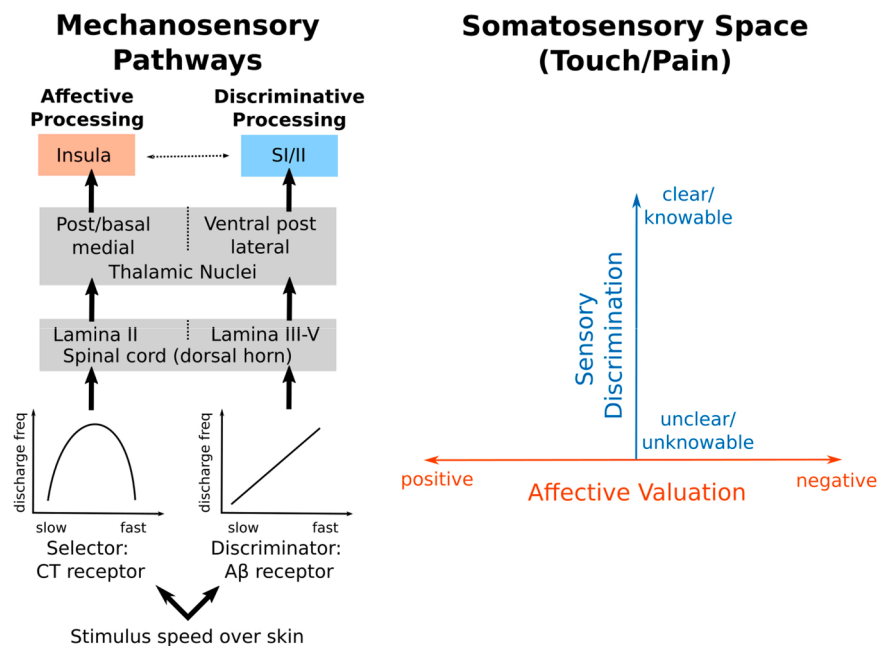 Mechanosensory
Pathways
Affective
Processing
Discriminative
Processing
Insula
SI/II
Post/basal
medial
Ventral post
lateral
Thalamic Nuclei
Lamina II
Lamina III-V
Spinal cord (dorsal horn)
discharge freq
slow
fast
Selector:
CT receptor
discharge freq
slow
fast
Discriminator:
Aβ receptor
Stimulus speed over skin
Somatosensory Space
(Touch/Pain)
clear/
knowable
Sensory
Discrimination
unclear/
unknowable
positive
negative
Affective Valuation